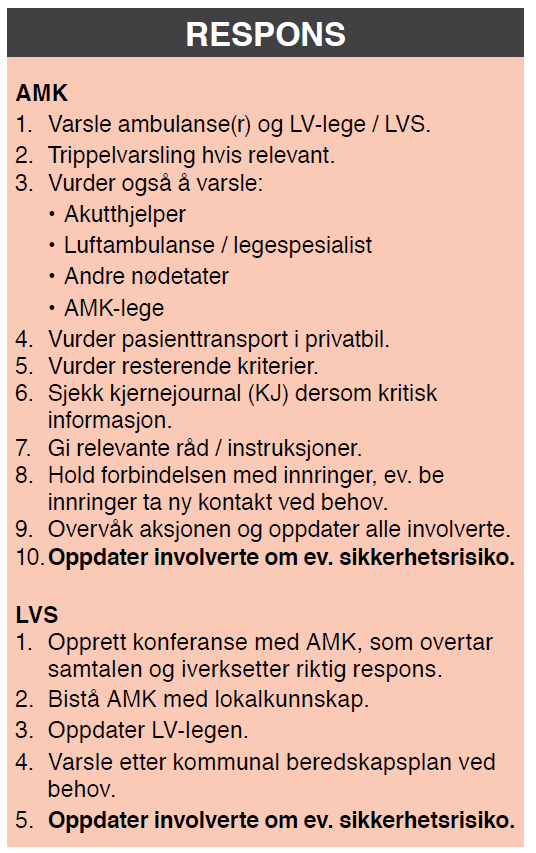 RESPONS
AMK
1. Varsle ambulanse(r) og LV-lege / LVS.
2. Trippelvarsling hvis relevant.
3. Vurder også å varsle:
• Akutthjelper
• Luftambulanse / legespesialist
• Andre nødetater
• AMK-lege
4. Vurder pasienttransport i privatbil.
5. Vurder resterende kriterier.
6. Sjekk kjernejournal (KJ) dersom kritisk
informasjon.
7. Gi relevante råd / instruksjoner.
8. Hold forbindelsen med innringer, ev. be
innringer ta ny kontakt ved behov.
9. Overvåk aksjonen og oppdater alle involverte.
10. Oppdater involverte om ev. sikkerhetsrisiko.
LVS
1. Opprett konferanse med AMK, som overtar
samtalen og iverksetter riktig respons.
2. Bistå AMK med lokalkunnskap.
3. Oppdater LV-legen.
4. Varsle etter kommunal beredskapsplan ved
behov.
5. Oppdater involverte om ev. sikkerhetsrisiko.